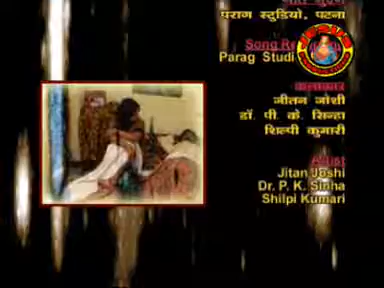 पराग स्टुडियो, पटना
Song Re
Parag Studi
कलाकार
जीतन जोशी
डॉ. पी. के. सिन्हा
शिल्पी कुमारी
Artist
Jitan Joshi
Dr. P. K. Sinha
Shilpi Kumari